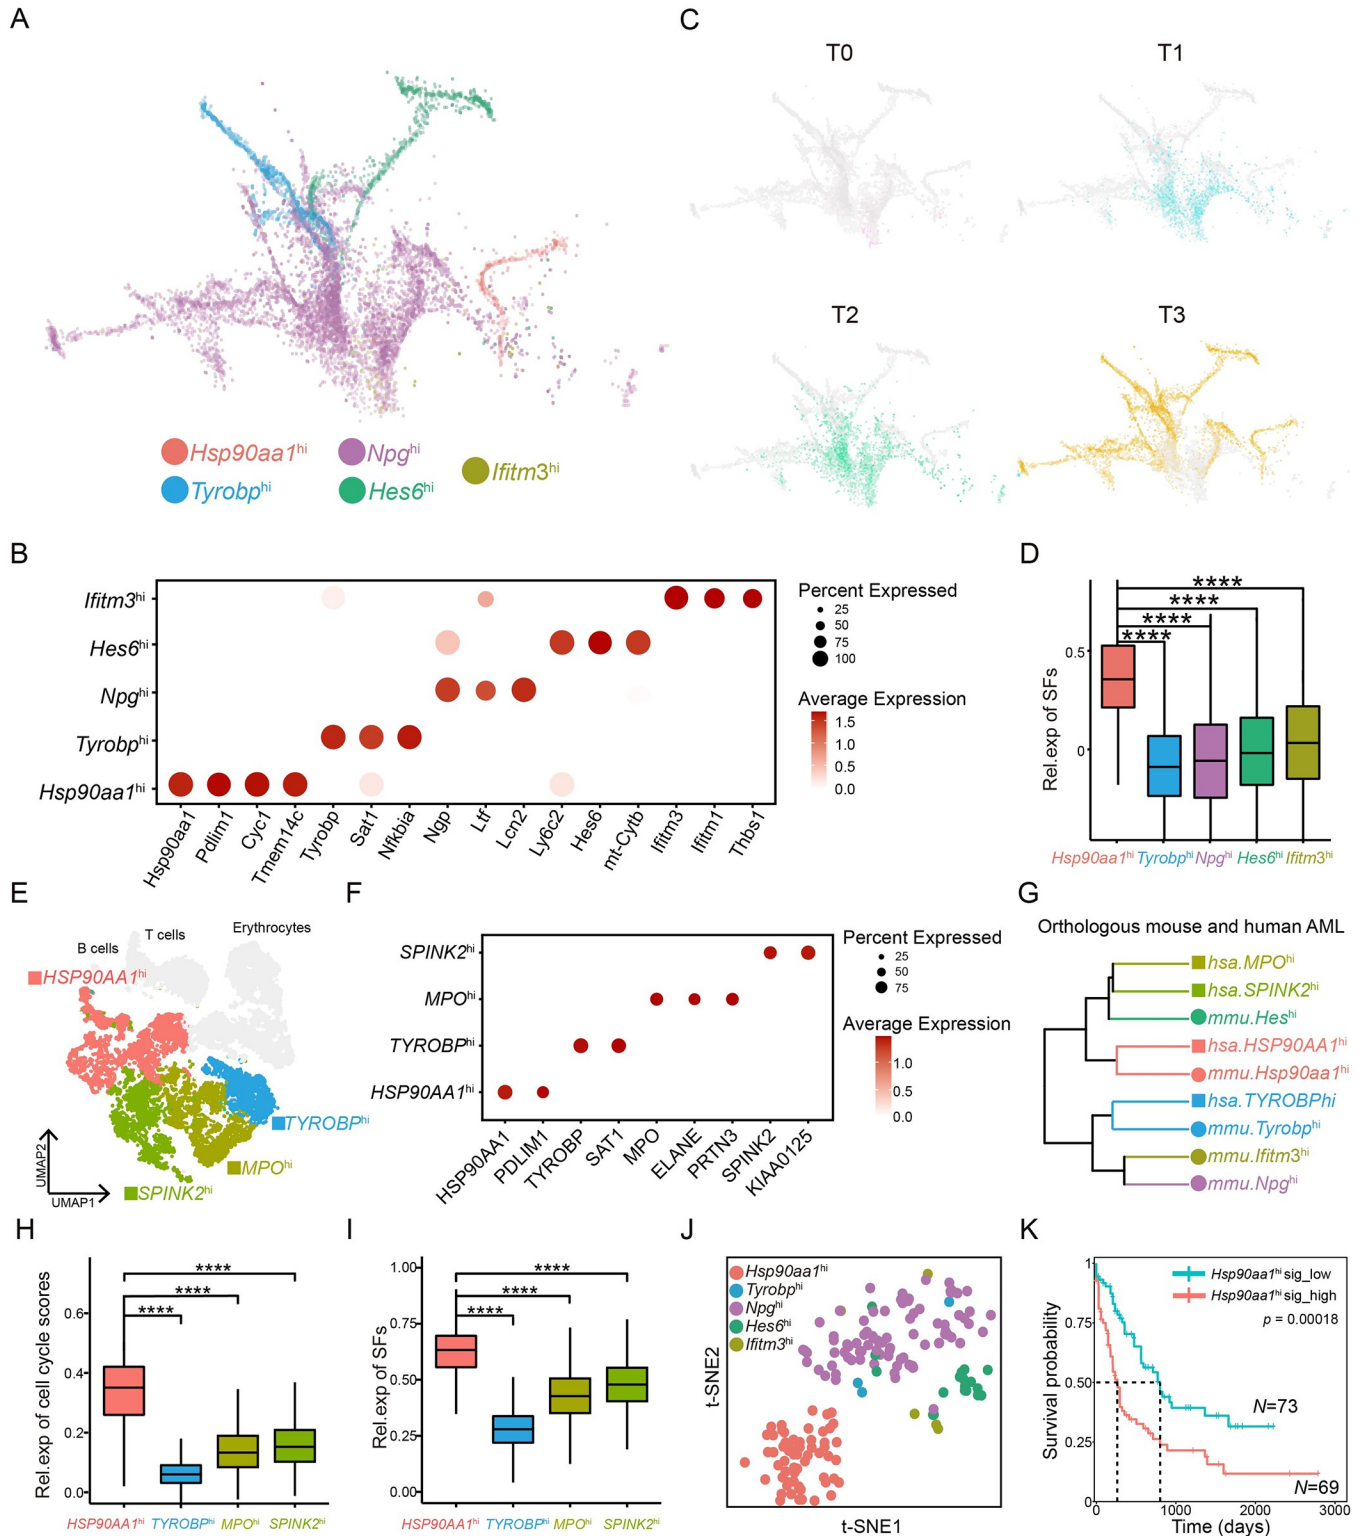 A
Hsp90aa1hi
Npghi
Ifitm3hi
Tyrobphi
Hes6hi
C
T0
T1
T2
T3
B
Ifitm3hi
Hes6hi
Npghi
Tyrobphi
Hsp90aa1hi
Hsp90aa1
Pdlim1
Cyc1
Tmem14c
Tyrobp
Sat1
Nfkbia
Ngp
Ltf
Lcn2
Ly6c2
Hes6
mt-Cytb
Ifitm3
Ifitm1
Thbs1
Percent Expressed
25
50
75
100
Average Expression
1.5
1.0
0.5
0.0
D
Rel.exp of SFs
0.5
0
****
****
****
****
Hsp90aa1hi
Tyrobphi
Npghi
Hes6hi
Ifitm3hi
E
B cells
T cells
Erythrocytes
HSP90AA1hi
TYROBPhi
MPOhi
SPINK2hi
UMAP2
UMAP1
F
SPINK2hi
MPOhi
TYROBPhi
HSP90AA1hi
HSP90AA1
PDLIM1
TYROBP
SAT1
MPO
ELANE
PRTN3
SPINK2
KIAA0125
Percent Expressed
25
50
75
Average Expression
1.0
0.5
0.0
G
Orthologous mouse and human AML
hsa.MPOhi
hsa.SPINK2hi
mmu.Heshi
hsa.HSP90AA1hi
mmu.Hsp90aa1hi
hsa.TYROBPhi
mmu.Tyrobphi
mmu.Ifitm3hi
mmu.Npghi
H
Rel.exp of cell cycle scores
0.6
0.4
0.2
0.0
****
****
****
HSP90AA1hi
TYROBPhi
MPOhi
SPINK2hi
I
Rel.exp of SFs
1.00
0.75
0.50
0.25
0.00
****
****
****
HSP90AA1hi
TYROBPhi
MPOhi
SPINK2hi
J
Hsp90aa1hi
Tyrobphi
Npghi
Hes6hi
Ifitm3hi
t-SNE2
t-SNE1
K
Survival probability
1
0.75
0.50
0.25
0
Hsp90aa1hi sig_low
Hsp90aa1hi sig_high
p = 0.00018
N=73
N=69
0
1000
2000
3000
Time (days)